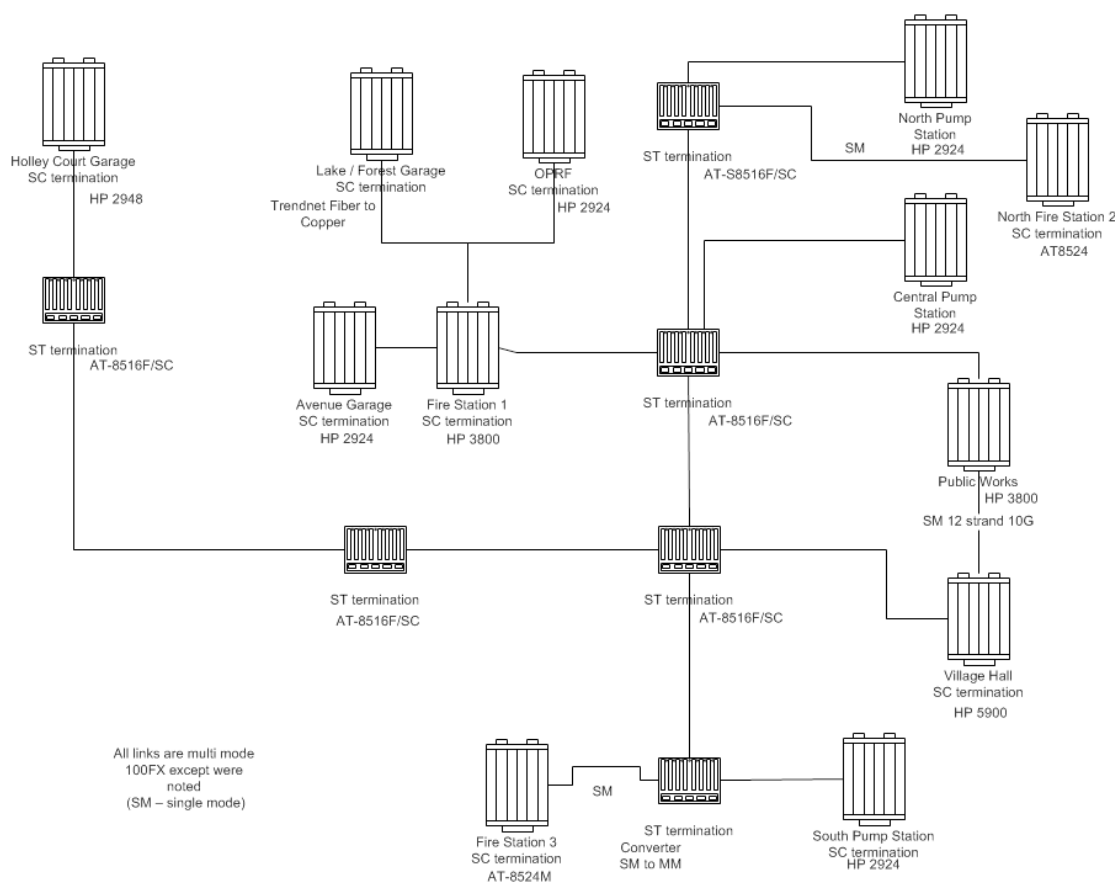 Holley Court Garage
SC termination
HP 2948
Lake / Forest Garage
SC termination
Trendnet Fiber to
Copper
OPRF
SC termination
HP 2924
ST termination
AT-S8516F/SC
North Pump
Station
HP 2924
SM
North Fire Station 2
SC termination
AT8524
Central Pump
Station
HP 2924
ST termination
AT-8516F/SC
Avenue Garage
SC termination
HP 2924
Fire Station 1
SC termination
HP 3800
ST termination
AT-8516F/SC
Public Works
HP 3800
SM 12 strand 10G
ST termination
AT-8516F/SC
ST termination
AT-8516F/SC
Village Hall
SC termination
HP 5900
All links are multi mode
100FX except were
noted
(SM – single mode)
Fire Station 3
SC termination
AT-8524M
SM
ST termination
Converter
SM to MM
South Pump Station
SC termination
HP 2924